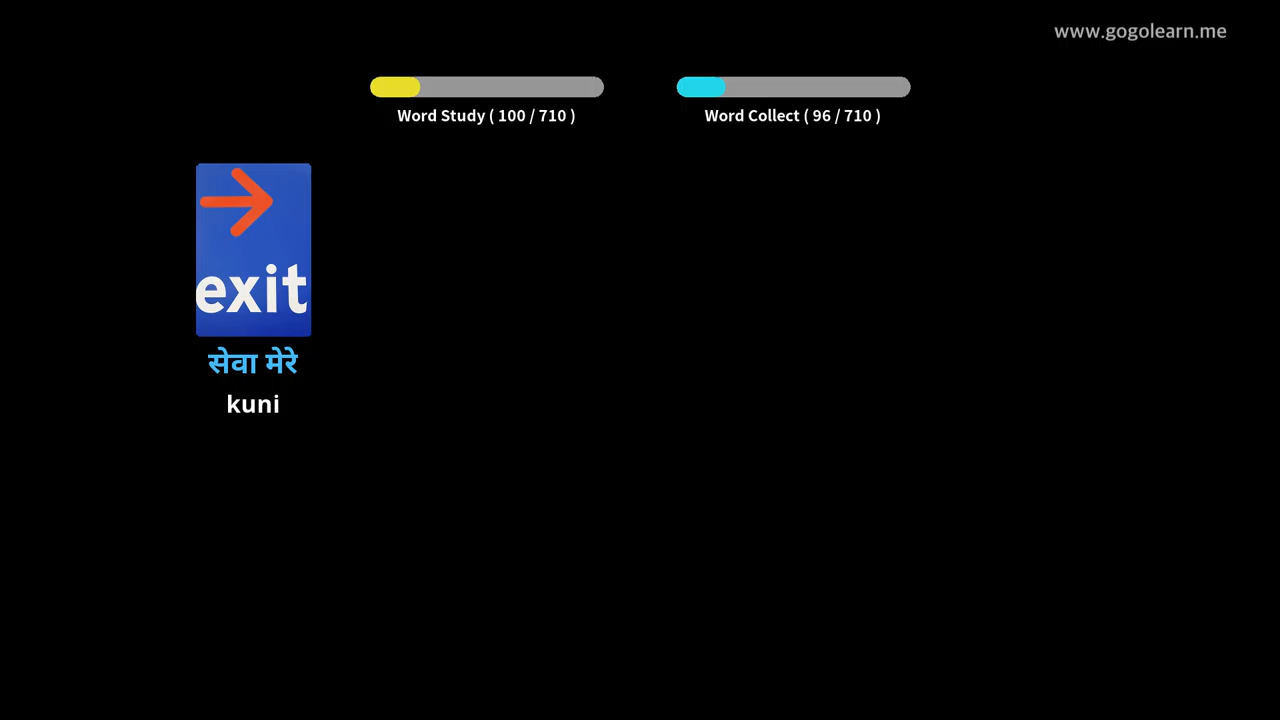 www.gogolearn.me
Word Study ( 100 / 710 )
Word Collect ( 96 / 710 )
exit
सेवा मेरे
kuni